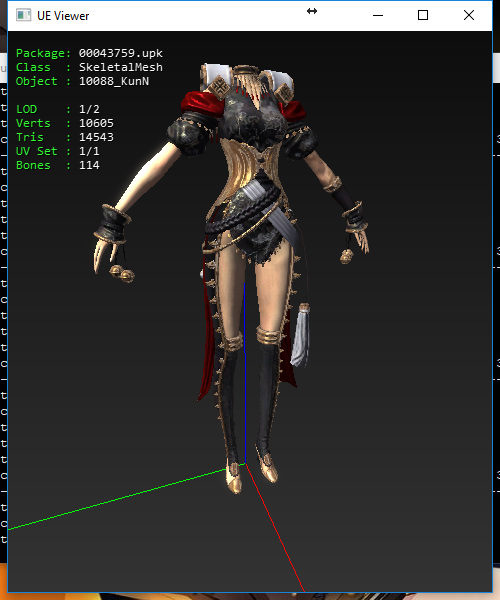 UE Viewer
Package: 00043759.upk
Class : SkeletalMesh
Object : 10088_KunN
LOD : 1/2
Verts : 10605
Tris : 14543
UV Set : 1/1
Bones : 114